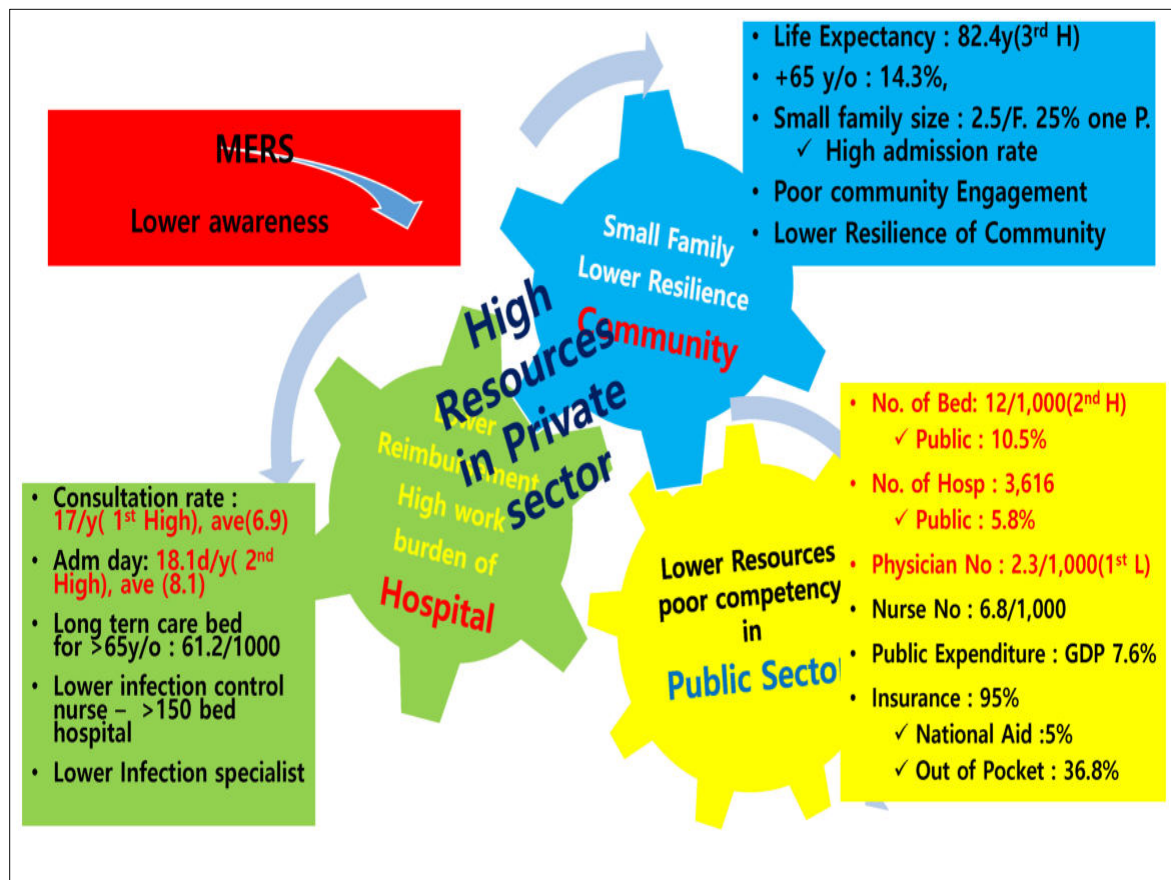 MERS
Lower awareness
• Life Expectancy : 82.4y(3rd H)
• +65 y/o : 14.3%,
• Small family size : 2.5/F. 25% one P.
✓ High admission rate
• Poor community Engagement
• Lower Resilience of Community
Small Family
Lower Resilience
Community
High
Resources
in Private
sector
Lower
Reimbursement
High work
burden of
Hospital
• Consultation rate :
17/y( 1st High), ave(6.9)
• Adm day: 18.1d/y( 2nd
High), ave (8.1)
• Long tern care bed
for >65y/o : 61.2/1000
• Lower infection control
nurse – >150 bed
hospital
• Lower Infection specialist
Lower Resources
poor competency
in
Public Sector
• No. of Bed: 12/1,000(2nd H)
✓ Public : 10.5%
• No. of Hosp : 3,616
✓ Public : 5.8%
• Physician No : 2.3/1,000(1st L)
• Nurse No : 6.8/1,000
• Public Expenditure : GDP 7.6%
• Insurance : 95%
✓ National Aid :5%
✓ Out of Pocket : 36.8%